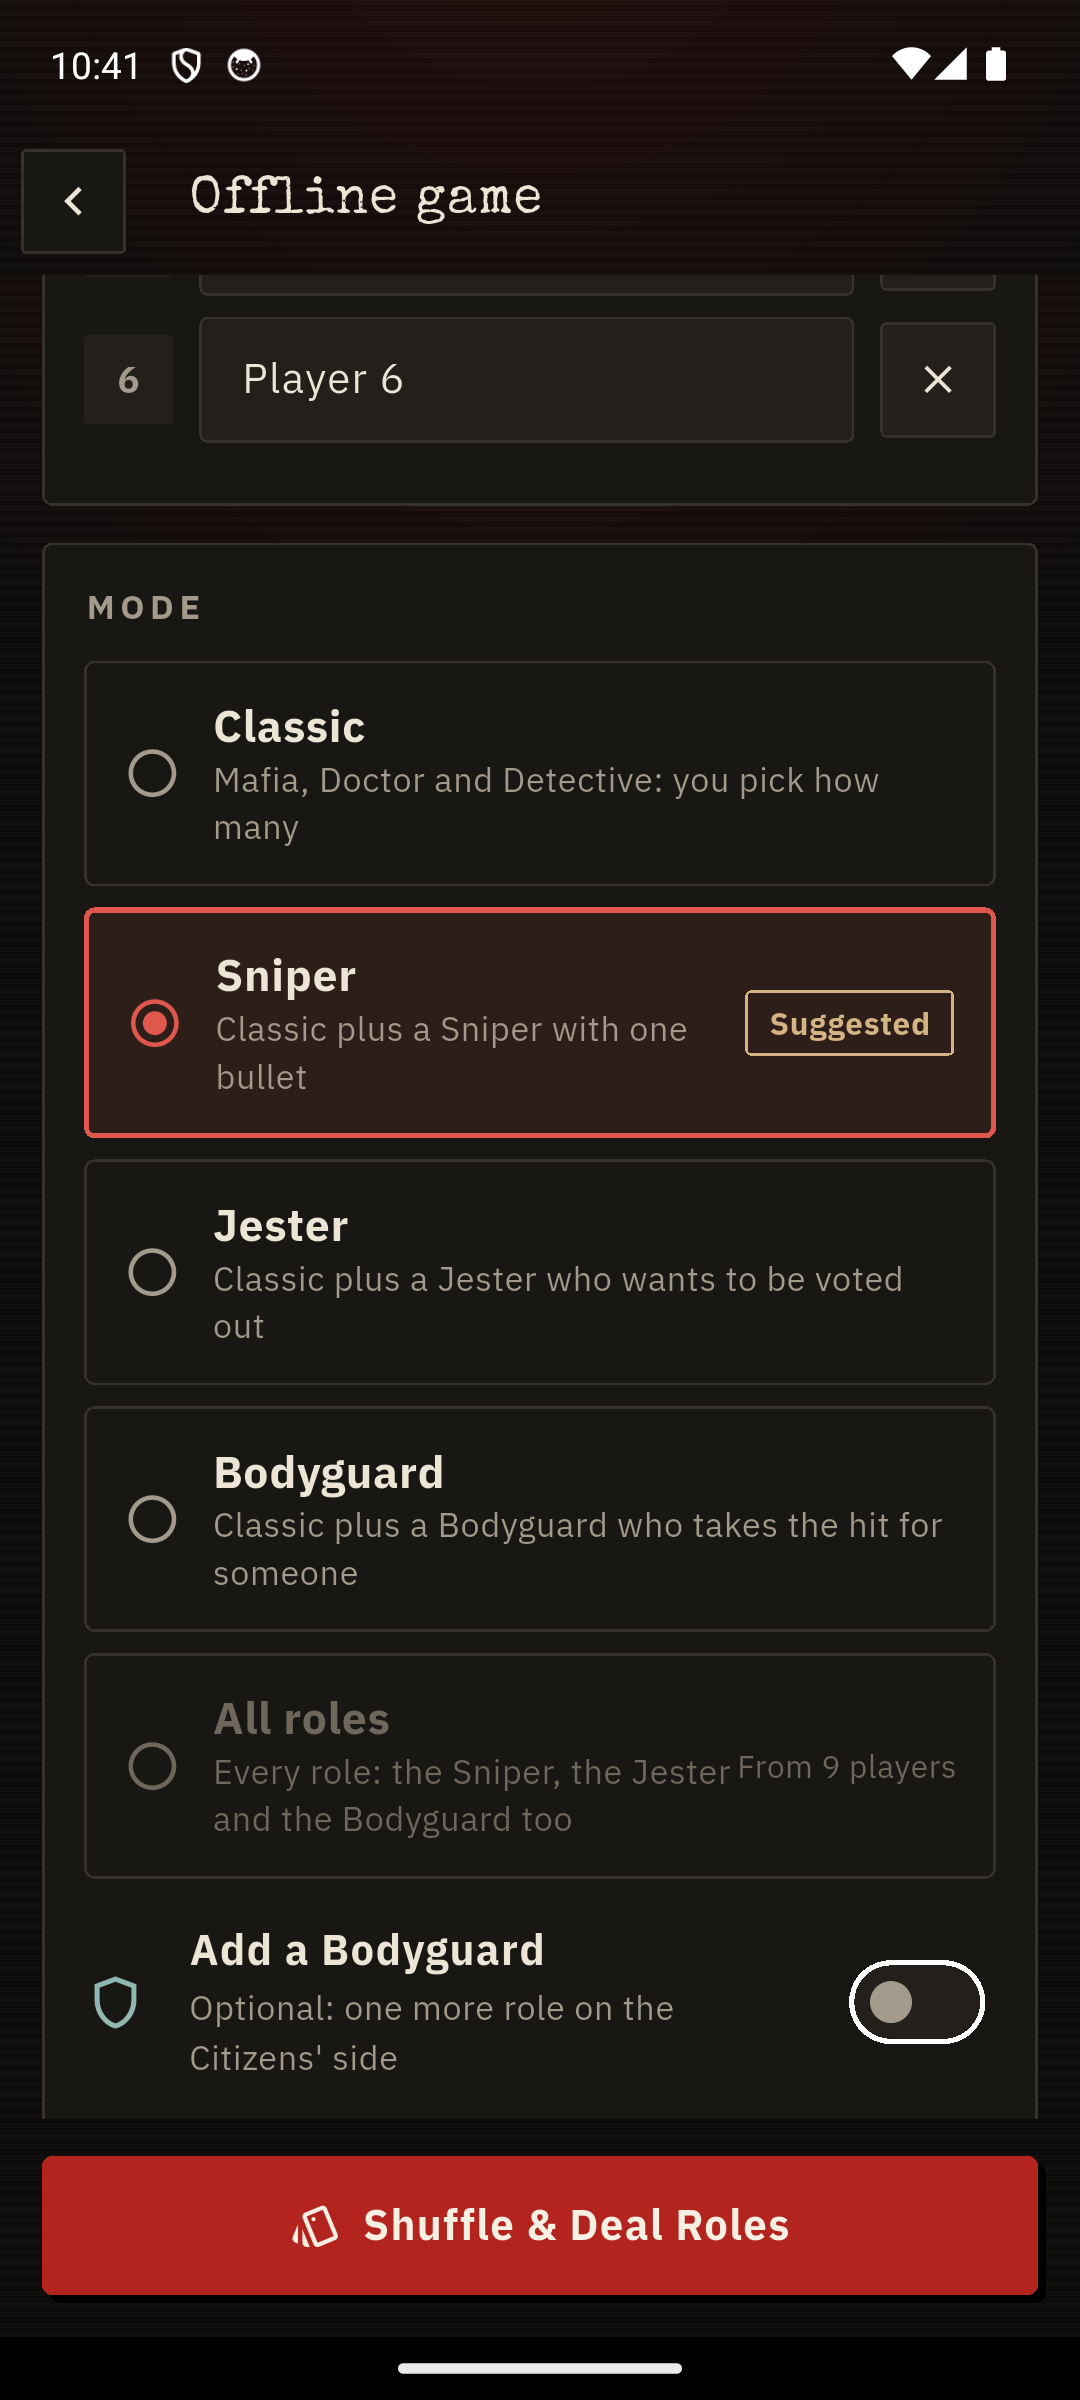 10:41
Offline game
6
Player 6
MODE
Classic
Mafia, Doctor and Detective: you pick how
many
Sniper
Classic plus a Sniper with one
bullet
Suggested
Jester
Classic plus a Jester who wants to be voted
out
Bodyguard
Classic plus a Bodyguard who takes the hit for
someone
All roles
Every role: the Sniper, the Jester
and the Bodyguard too
From 9 players
Add a Bodyguard
Optional: one more role on the
Citizens' side
Shuffle & Deal Roles